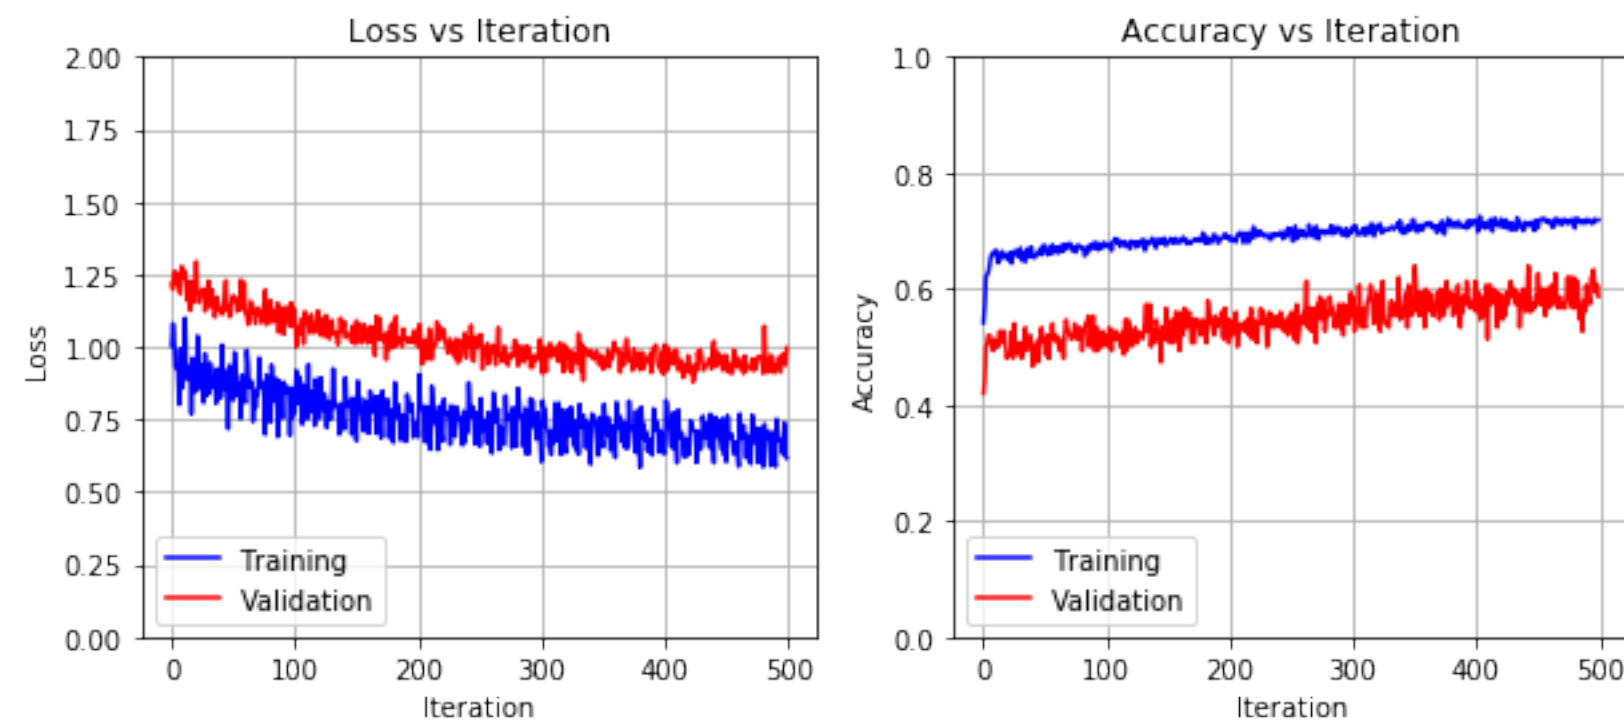 Loss vs Iteration
2.00
1.75
1.50
1.25
1.00
0.75
0.50
0.25
0.00
Loss
Training
Validation
0 100 200 300 400 500
Iteration
Accuracy vs Iteration
1.0
0.8
0.6
0.4
0.2
0.0
Accuracy
Training
Validation
0 100 200 300 400 500
Iteration